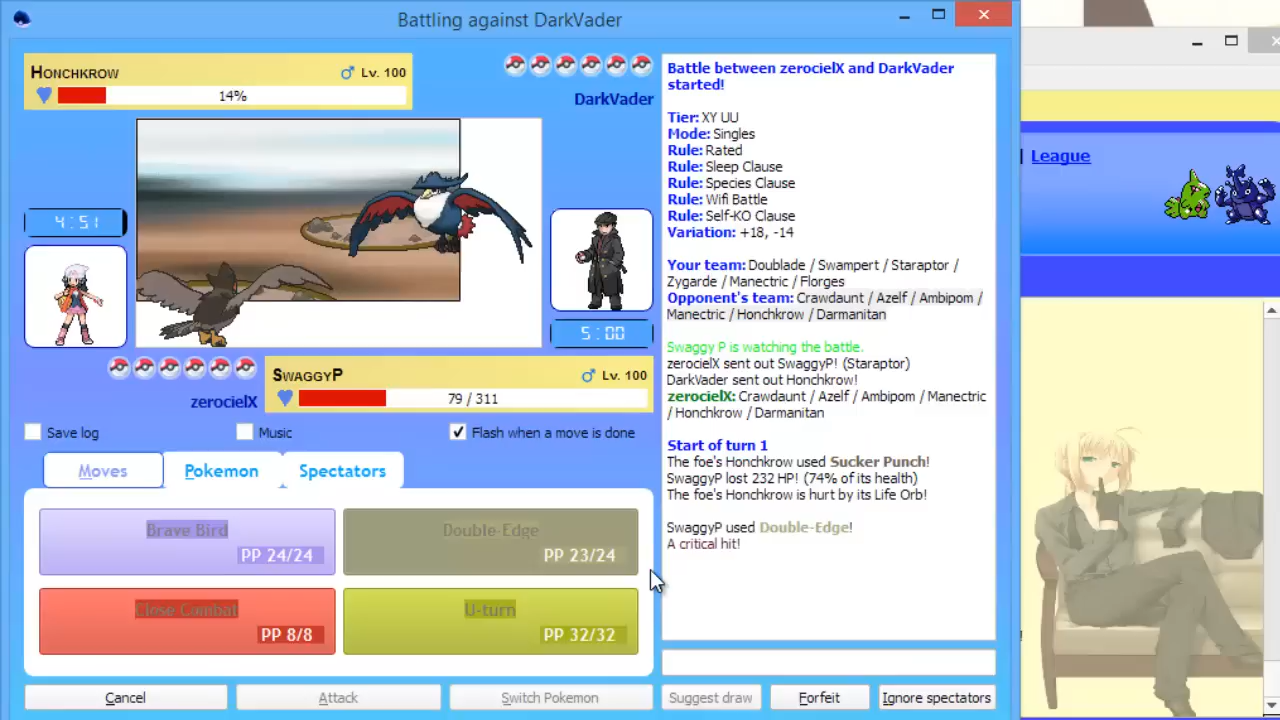 Battling against DarkVader
HONCHKROW
Lv. 100
14%
DarkVader
4:51
5:00
SWAGGYP
Lv. 100
79 / 311
zerocielX
Save log
Music
Flash when a move is done
Moves
Pokemon
Spectators
Brave Bird
PP 24/24
Double-Edge
PP 23/24
Close Combat
PP 8/8
U-turn
PP 32/32
Cancel
Attack
Switch Pokemon
Battle between zerocielX and DarkVader
started!
Tier: XY UU
Mode: Singles
Rule: Rated
Rule: Sleep Clause
Rule: Species Clause
Rule: Wifi Battle
Rule: Self-KO Clause
Variation: +18, -14
Your team: Doublade / Swampert / Staraptor /
Zygarde / Manectric / Florges
Opponent's team: Crawdaunt / Azelf / Ambipom /
Manectric / Honchkrow / Darmanitan
Swaggy P is watching the battle.
zerocielX sent out SwaggyP! (Staraptor)
DarkVader sent out Honchkrow!
zerocielX: Crawdaunt / Azelf / Ambipom / Manectric
/ Honchkrow / Darmanitan
Start of turn 1
The foe's Honchkrow used Sucker Punch!
SwaggyP lost 232 HP! (74% of its health)
The foe's Honchkrow is hurt by its Life Orb!
SwaggyP used Double-Edge!
A critical hit!
Suggest draw
Forfeit
Ignore spectators
League